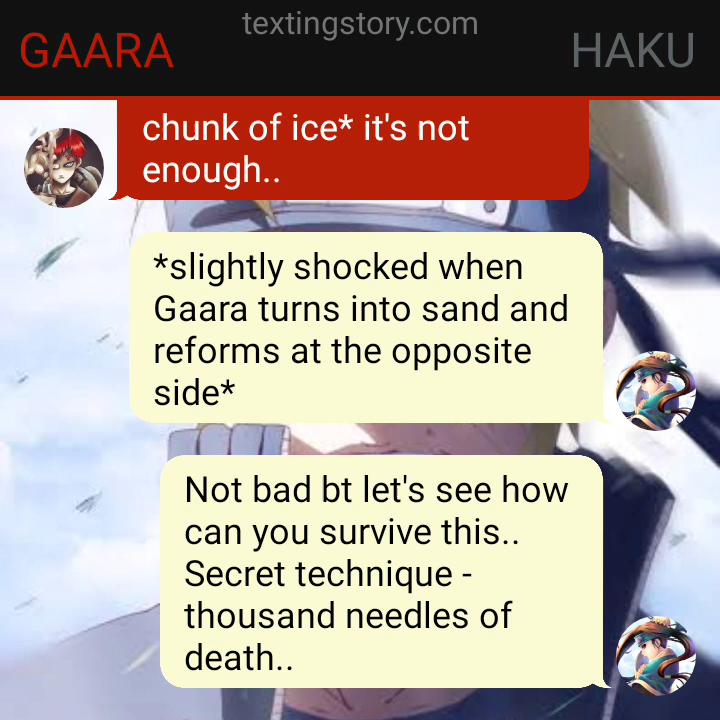 textingstory.com
GAARA
HAKU
chunk of ice* it's not
enough..
*slightly shocked when
Gaara turns into sand and
reforms at the opposite
side*
Not bad bt let's see how
can you survive this..
Secret technique -
thousand needles of
death..